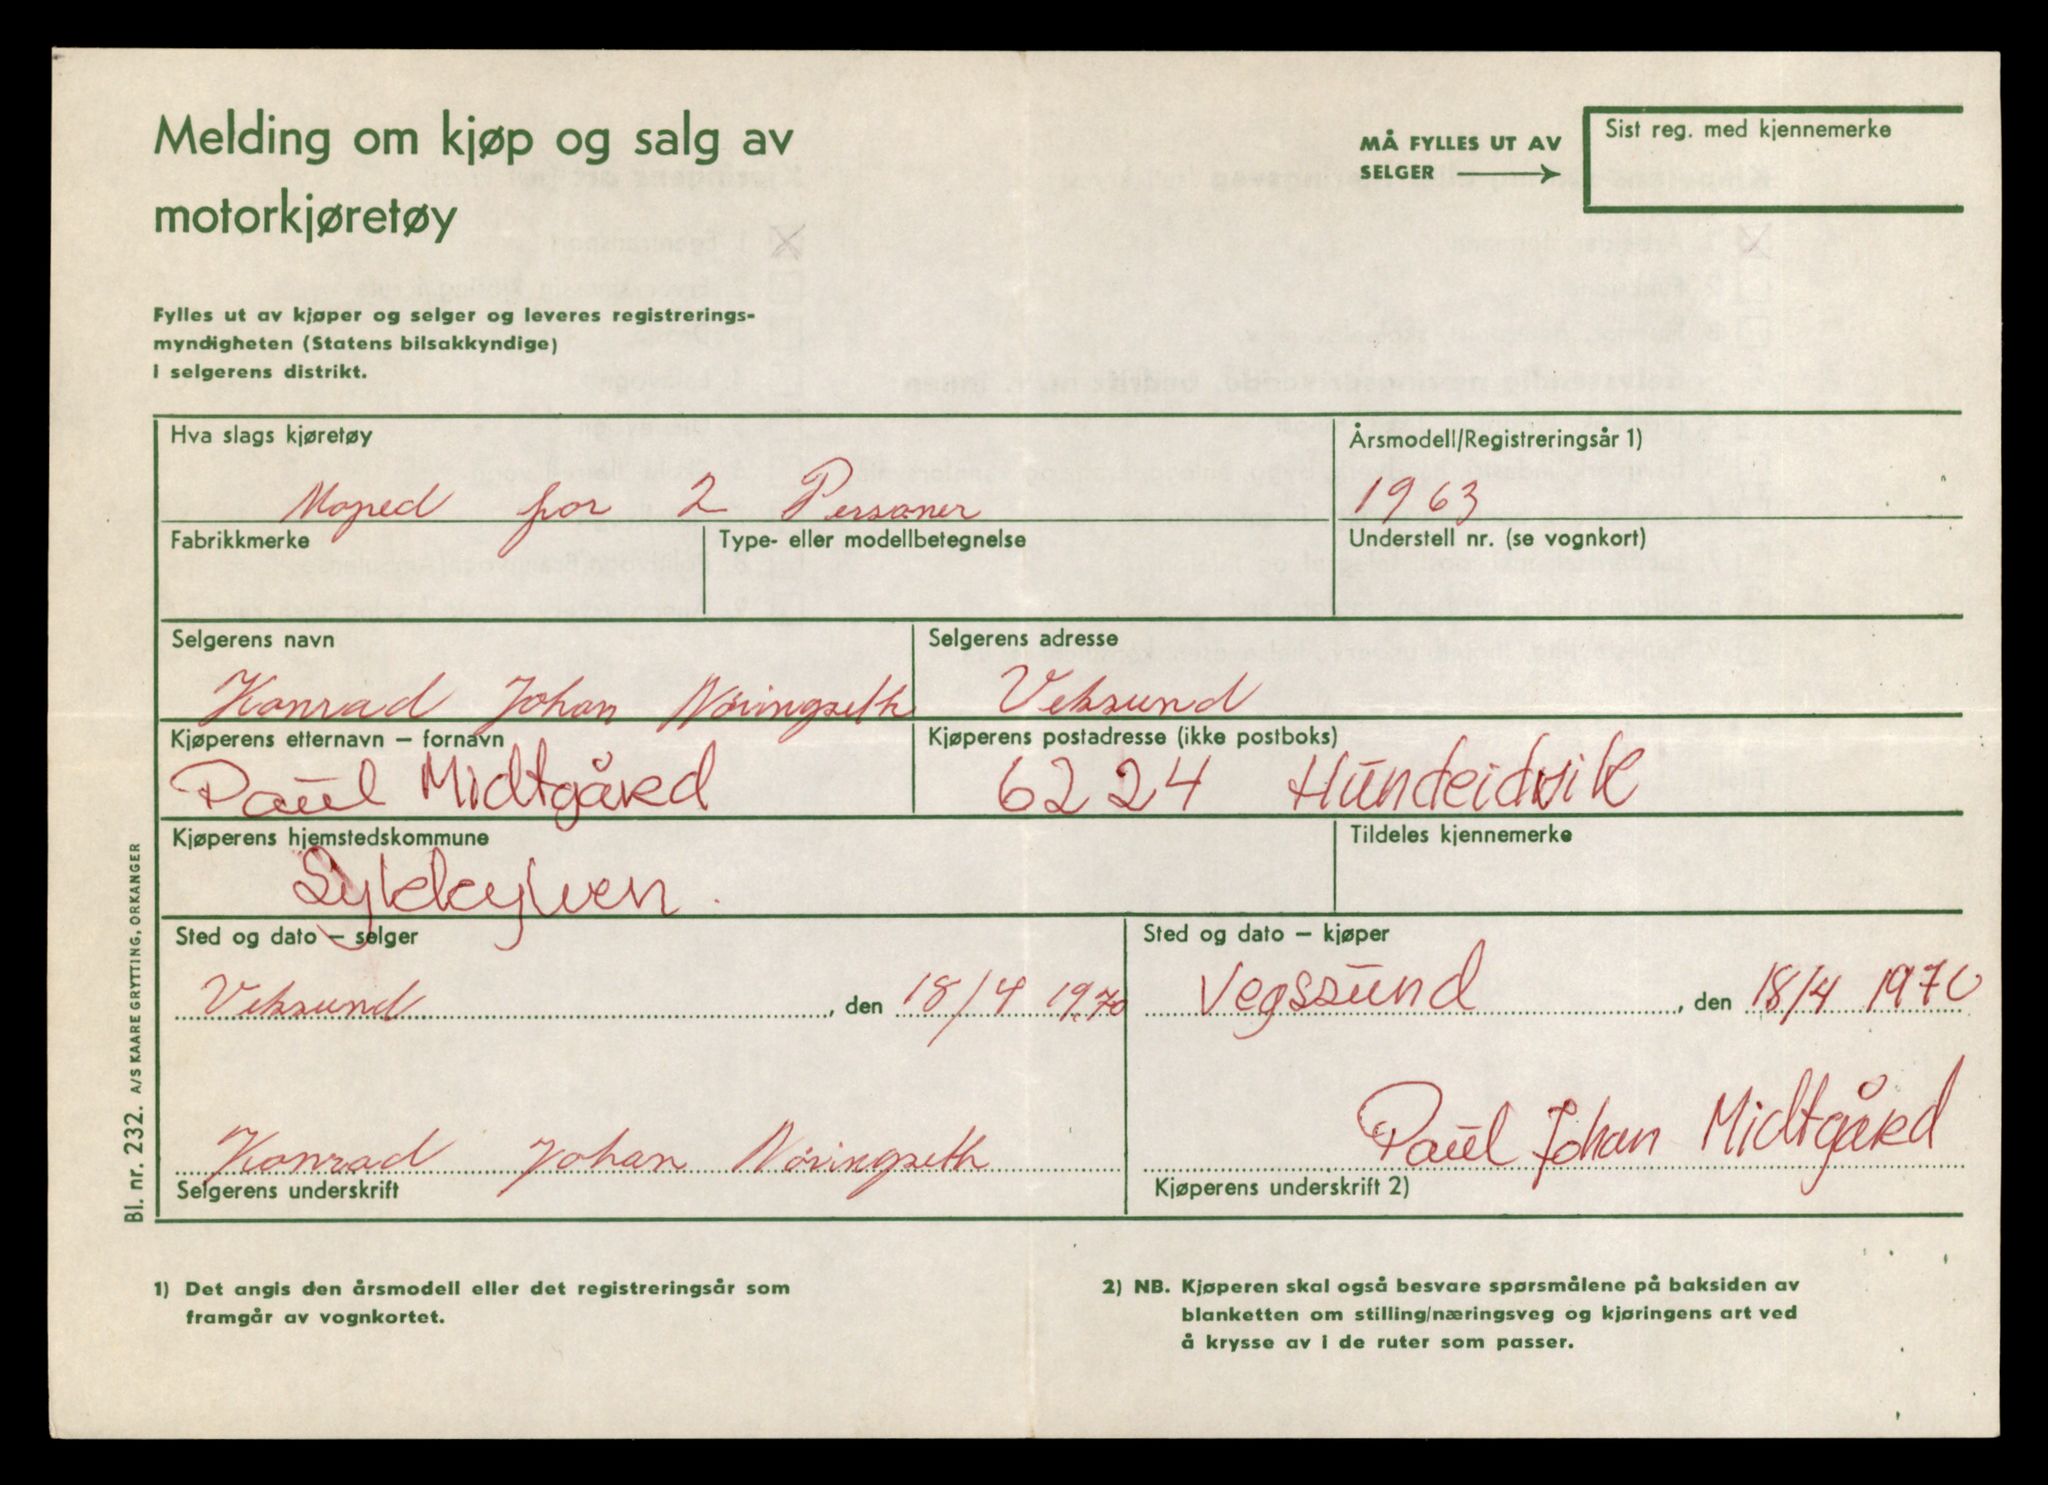 Melding om kjøp og salg av
motorkjøretøy
MÅ FYLLES UT AV
SELGER
Sist reg. med kjennemerke
Fylles ut av kjøper og selger og leveres registrerings-
myndigheten (Statens bilsakkyndige)
i selgerens distrikt.
Hva slags kjøretøy
Årsmodell/Registreringsår 1)
Moped for 2 Personer
1963
Fabrikkmerke
Type- eller modellbetegnelse
Understell nr. (se vognkort)
Selgerens navn
Selgerens adresse
Konrad Johan Nøringseth
Veksund
Kjøperens etternavn – fornavn
Kjøperens postadresse (ikke postboks)
Paul Midtgård
6224 Hundeidvik
Kjøperens hjemstedskommune
Tildeles kjennemerke
Sykkylven
Sted og dato – selger
Sted og dato – kjøper
Veksund, den 18/4 1970
Vegssund, den 18/4 1970
Konrad Johan Nøringseth
Paul Johan Midtgård
Selgerens underskrift
Kjøperens underskrift 2)
Bl. nr. 232. A/S KAARE GRYTTING, ORKANGER
1) Det angis den årsmodell eller det registreringsår som
framgår av vognkortet.
2) NB. Kjøperen skal også besvare spørsmålene på baksiden av
blanketten om stilling/næringsveg og kjøringens art ved
å krysse av i de ruter som passer.